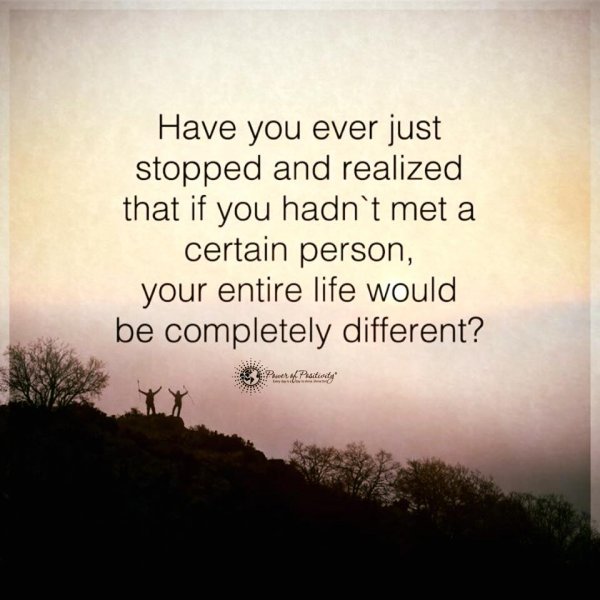 Have you ever just
stopped and realized
that if you hadn`t met a
certain person,
your entire life would
be completely different?
Power of Positivity